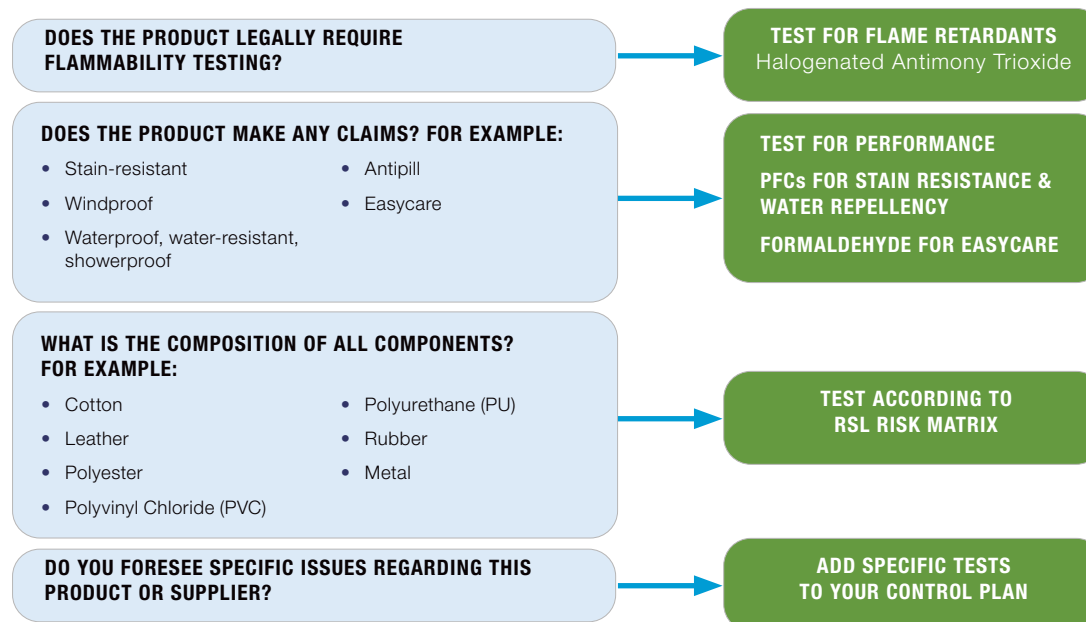 DOES THE PRODUCT LEGALLY REQUIRE
FLAMMABILITY TESTING?
TEST FOR FLAME RETARDANTS
Halogenated Antimony Trioxide
DOES THE PRODUCT MAKE ANY CLAIMS? FOR EXAMPLE:
• Stain-resistant
• Windproof
• Waterproof, water-resistant,
showerproof
• Antipill
• Easycare
TEST FOR PERFORMANCE
PFCs FOR STAIN RESISTANCE &
WATER REPELLENCY
FORMALDEHYDE FOR EASYCARE
WHAT IS THE COMPOSITION OF ALL COMPONENTS?
FOR EXAMPLE:
• Cotton
• Leather
• Polyester
• Polyvinyl Chloride (PVC)
• Polyurethane (PU)
• Rubber
• Metal
TEST ACCORDING TO
RSL RISK MATRIX
DO YOU FORESEE SPECIFIC ISSUES REGARDING THIS
PRODUCT OR SUPPLIER?
ADD SPECIFIC TESTS
TO YOUR CONTROL PLAN